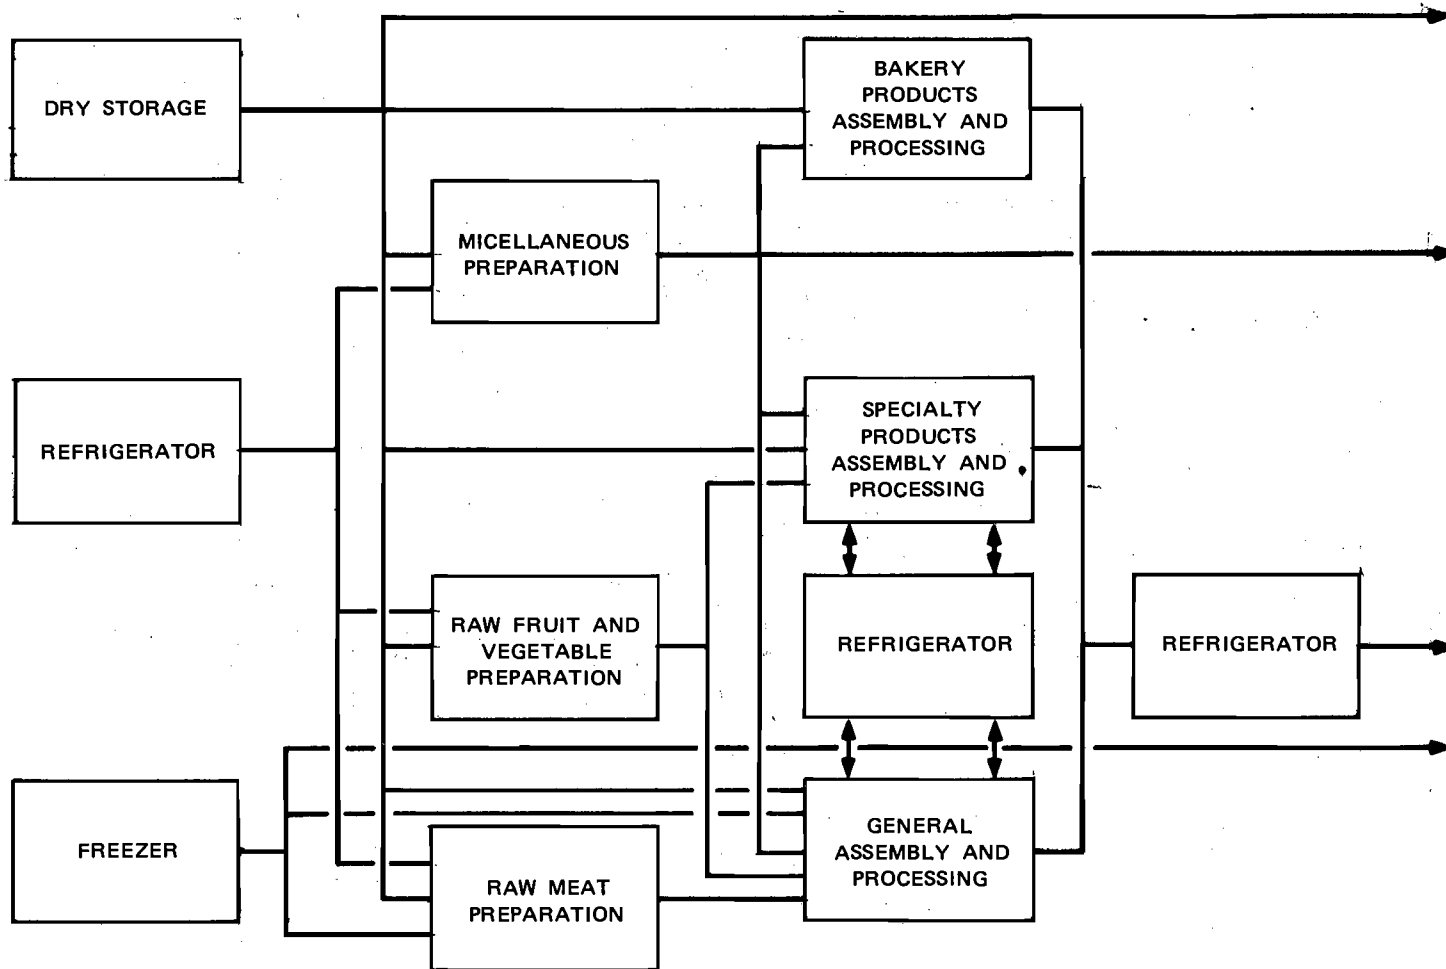 DRY STORAGE
BAKERY
PRODUCTS
ASSEMBLY AND
PROCESSING
MICELLANEOUS
PREPARATION
REFRIGERATOR
SPECIALTY
PRODUCTS
ASSEMBLY AND
PROCESSING
RAW FRUIT AND
VEGETABLE
PREPARATION
REFRIGERATOR
REFRIGERATOR
FREEZER
RAW MEAT
PREPARATION
GENERAL
ASSEMBLY AND
PROCESSING